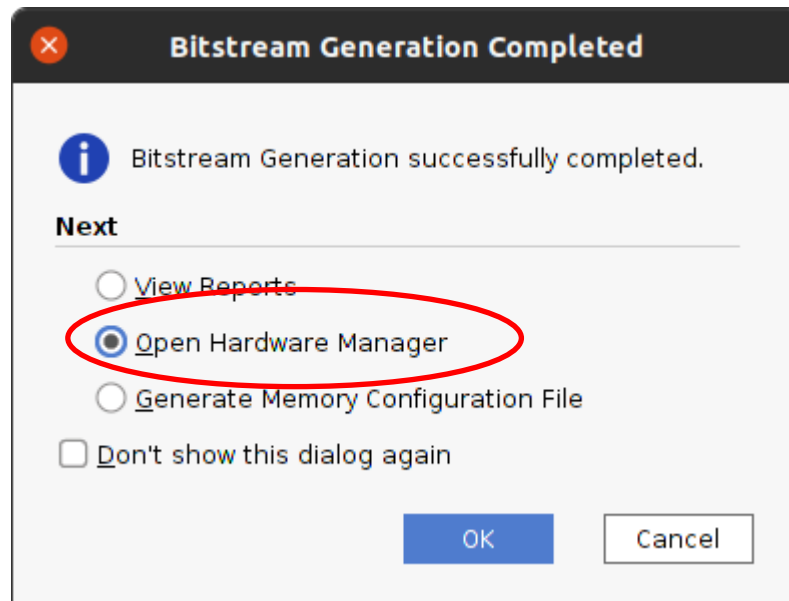 Bitstream Generation Completed
Bitstream Generation successfully completed.
Next
View Reports
Open Hardware Manager
Generate Memory Configuration File
Don't show this dialog again
OK
Cancel